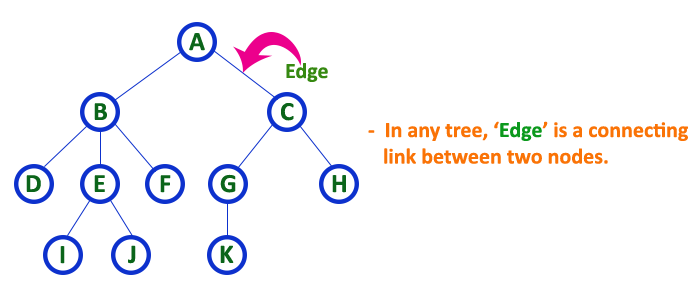 A
Edge
B
C
- In any tree, ‘Edge’ is a connecting
link between two nodes.
D
E
F
G
H
I
J
K